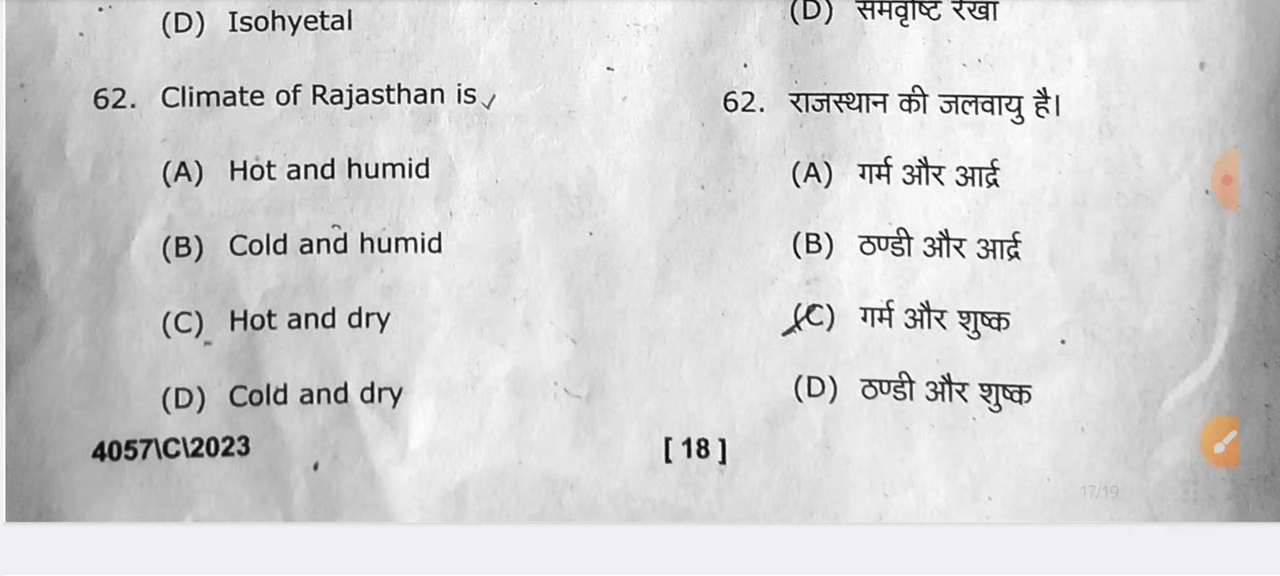 (D) Isohyetal
62. Climate of Rajasthan is
(A) Hot and humid
(B) Cold and humid
(C) Hot and dry
(D) Cold and dry
4057\C\2023
(D) समवृष्टि रेखा
62. राजस्थान की जलवायु है।
(A) गर्म और आर्द्र
(B) ठण्डी और आर्द्र
(C) गर्म और शुष्क
(D) ठण्डी और शुष्क
[ 18 ]
17/19